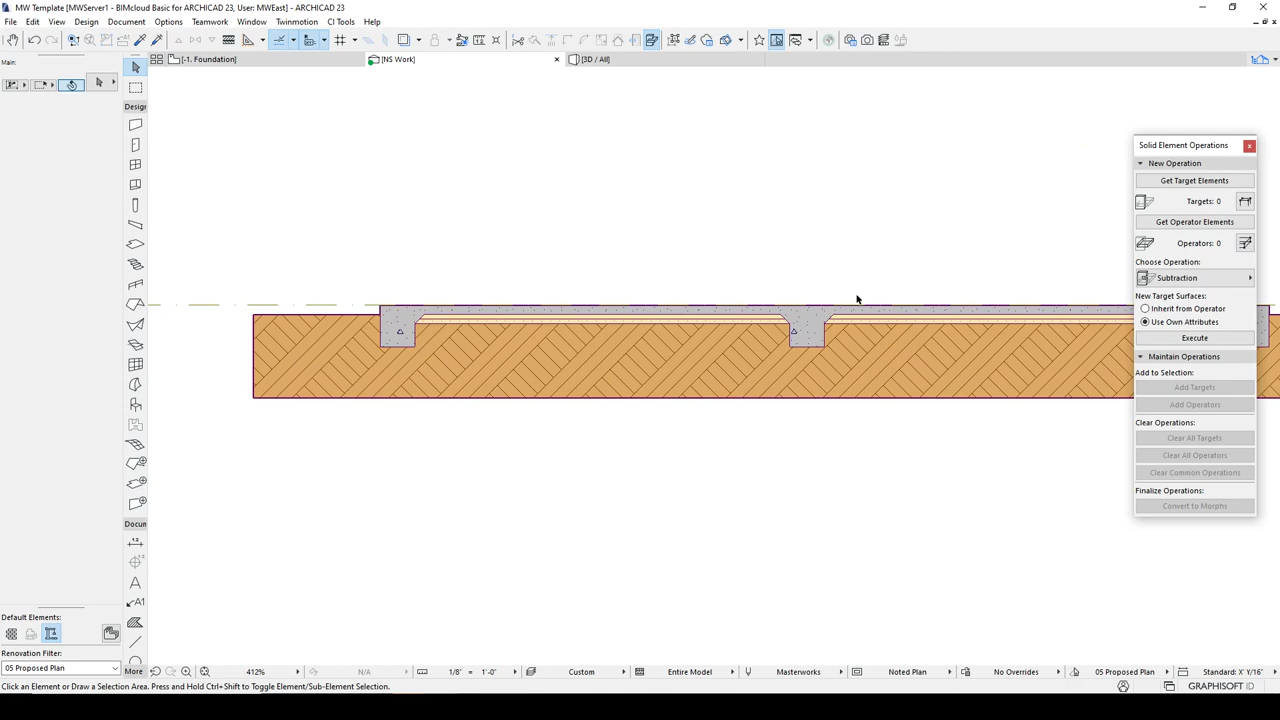 MW Template [MWServer1 - BIMcloud Basic for ARCHICAD 23, User: MWEast] - ARCHICAD 23
File Edit View Design Document Options Teamwork Window Twinmotion CI Tools Help
Main:
[-1. Foundation]
[NS Work]
[3D / All]
Design
Solid Element Operations
New Operation
Get Target Elements
Targets: 0
Get Operator Elements
Operators: 0
Choose Operation:
Subtraction
New Target Surfaces:
Inherit from Operator
Use Own Attributes
Execute
Maintain Operations
Add to Selection:
Add Targets
Add Operators
Clear Operations:
Clear All Targets
Clear All Operators
Clear Common Operations
Finalize Operations:
Convert to Morphs
Docun
1.2
A
A1
More
Default Elements:
Renovation Filter:
05 Proposed Plan
412% N/A 1/8" = 1'-0" Custom Entire Model Masterworks Noted Plan No Overrides 05 Proposed Plan Standard: X' Y/16"
Click an Element or Draw a Selection Area. Press and Hold Ctrl+Shift to Toggle Element/Sub-Element Selection.
GRAPHISOFT ID